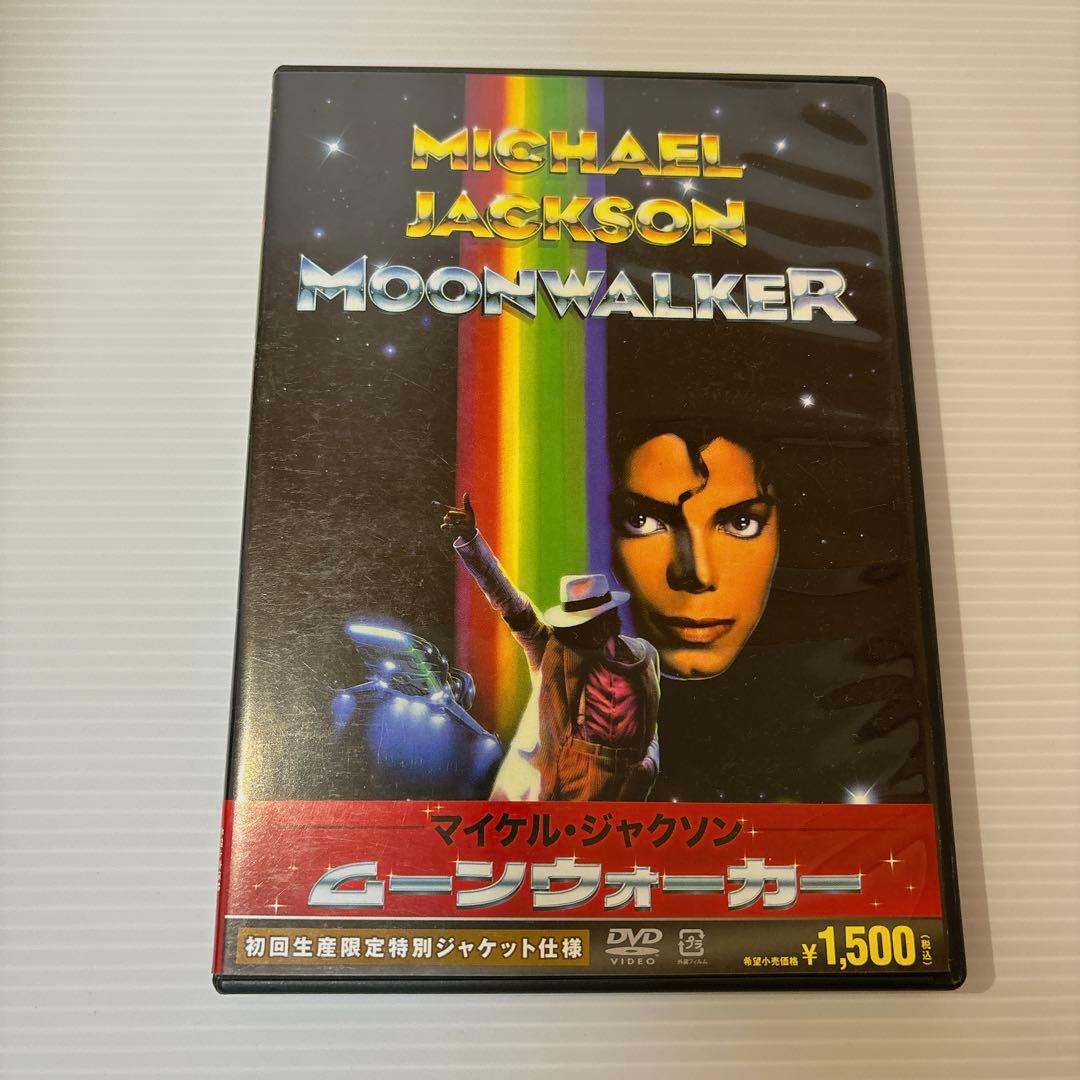 MICHAEL
JACKSON
MOONWALKER
マイケル・ジャクソン
ムーンウォーカー
初回生産限定特別ジャケット仕様
DVD
VIDEO
プラ
外装フィルム
希望小売価格 ¥1,500(税込)